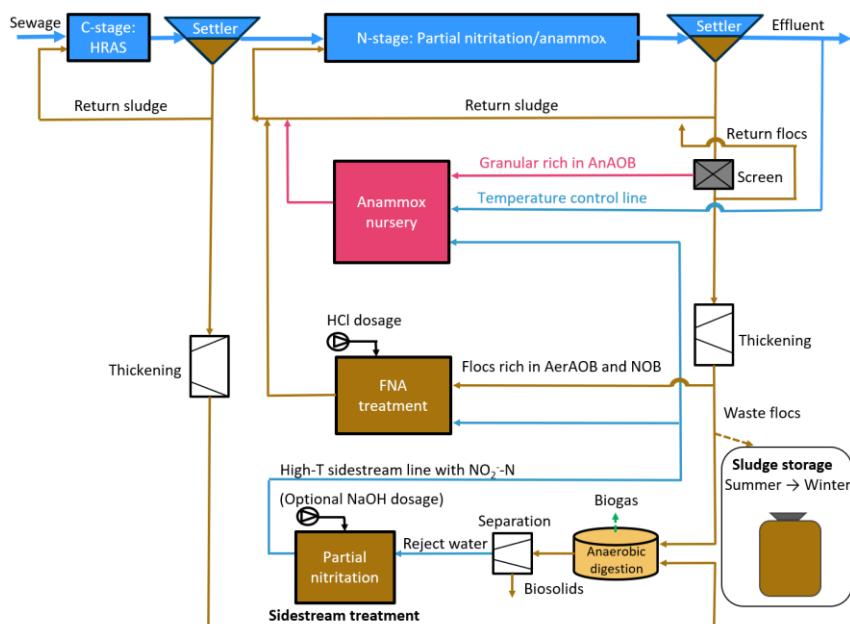 Sewage
C-stage:
HRAS
Settler
N-stage: Partial nitritation/anammox
Settler
Effluent
Return sludge
Return sludge
Return flocs
Granular rich in AnAOB
Screen
Anammox
nursery
Temperature control line
HCl dosage
Thickening
Thickening
FNA
treatment
Flocs rich in AerAOB and NOB
Waste flocs
High-T sidestream line with NO₂⁻-N
Sludge storage
Summer → Winter
(Optional NaOH dosage)
Biogas
Separation
Partial
nitritation
Reject water
Anaerobic
digestion
Biosolids
Sidestream treatment